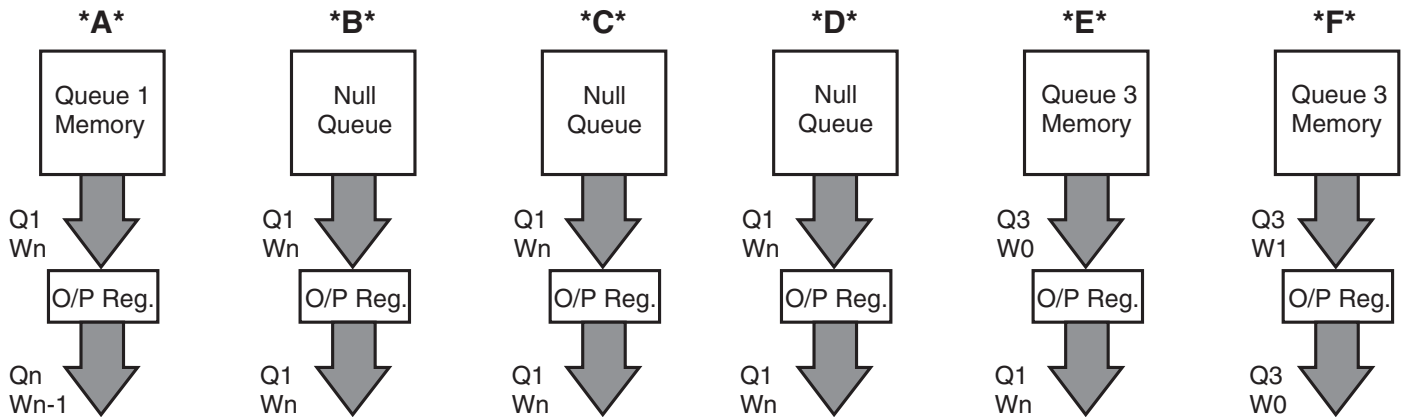 *A*
*B*
*C*
*D*
*E*
*F*
Queue 1
Memory
Null
Queue
Null
Queue
Null
Queue
Queue 3
Memory
Queue 3
Memory
Q1
Wn
Q1
Wn
Q1
Wn
Q1
Wn
Q3
W0
Q3
W1
O/P Reg.
O/P Reg.
O/P Reg.
O/P Reg.
O/P Reg.
O/P Reg.
Qn
Wn-1
Q1
Wn
Q1
Wn
Q1
Wn
Q1
Wn
Q3
W0